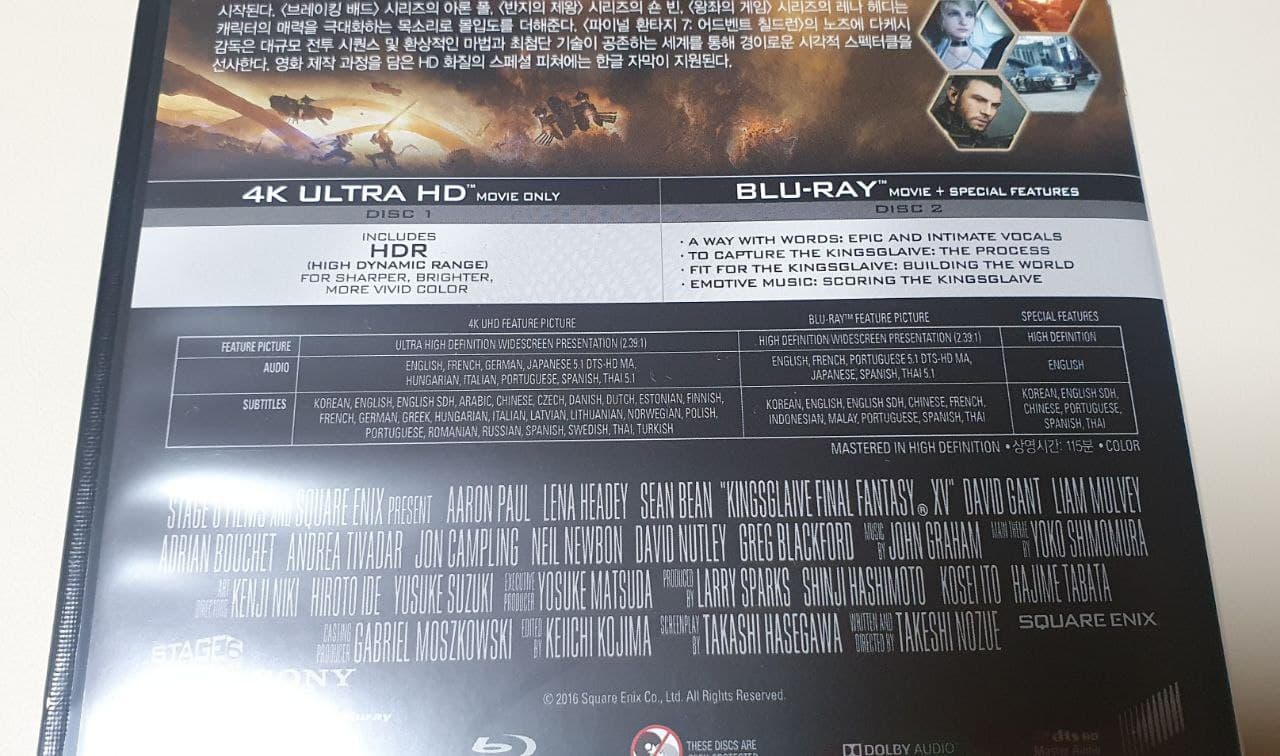 시작된다. 〈브레이킹 배드〉 시리즈의 아론 폴, 〈반지의 제왕〉 시리즈의 숀 빈, 〈왕좌의 게임〉 시리즈의 레나 헤디는
캐릭터의 매력을 극대화하는 목소리로 몰입도를 더해준다. 〈파이널 환타지 7: 어드벤트 칠드런〉의 노즈에 다케시
감독은 대규모 전투 시퀀스 및 환상적인 마법과 최첨단 기술이 공존하는 세계를 통해 경이로운 시각적 스펙터클을
선사한다. 영화 제작 과정을 담은 HD 화질의 스페셜 피쳐에는 한글 자막이 지원된다.
4K ULTRA HD™ MOVIE ONLY
DISC 1
INCLUDES
HDR
(HIGH DYNAMIC RANGE)
FOR SHARPER, BRIGHTER,
MORE VIVID COLOR
BLU-RAY™ MOVIE + SPECIAL FEATURES
DISC 2
· A WAY WITH WORDS: EPIC AND INTIMATE VOCALS
· TO CAPTURE THE KINGSGLAIVE: THE PROCESS
· FIT FOR THE KINGSGLAIVE: BUILDING THE WORLD
· EMOTIVE MUSIC: SCORING THE KINGSGLAIVE
4K UHD FEATURE PICTURE BLU-RAY™ FEATURE PICTURE SPECIAL FEATURES
FEATURE PICTURE ULTRA HIGH DEFINITION WIDESCREEN PRESENTATION (2.39:1) HIGH DEFINITION WIDESCREEN PRESENTATION (2.39:1) HIGH DEFINITION
AUDIO ENGLISH, FRENCH, GERMAN, JAPANESE 5.1 DTS-HD MA,
HUNGARIAN, ITALIAN, PORTUGUESE, SPANISH, THAI 5.1
ENGLISH, FRENCH, PORTUGUESE 5.1 DTS-HD MA,
JAPANESE, SPANISH, THAI 5.1
ENGLISH
SUBTITLES KOREAN, ENGLISH, ENGLISH SDH, ARABIC, CHINESE, CZECH, DANISH, DUTCH, ESTONIAN, FINNISH,
FRENCH, GERMAN, GREEK, HUNGARIAN, ITALIAN, LATVIAN, LITHUANIAN, NORWEGIAN, POLISH,
PORTUGUESE, ROMANIAN, RUSSIAN, SPANISH, SWEDISH, THAI, TURKISH
KOREAN, ENGLISH, ENGLISH SDH, CHINESE, FRENCH,
INDONESIAN, MALAY, PORTUGUESE, SPANISH, THAI
KOREAN, ENGLISH SDH,
CHINESE, PORTUGUESE,
SPANISH, THAI
MASTERED IN HIGH DEFINITION • 상영시간: 115분 • COLOR
STAGE 6 FILMS AND SQUARE ENIX PRESENT AARON PAUL LENA HEADEY SEAN BEAN "KINGSGLAIVE FINAL FANTASY® XV" DAVID GANT LIAM MULVEY
ADRIAN BOUCHET ANDREA TIVADAR JON CAMPLING NEIL NEWBON DAVID NUTLEY GREG BLACKFORD MUSIC BY JOHN GRAHAM MAIN THEME BY YOKO SHIMOMURA
ART DIRECTORS KENJI NIKI HIROTO IDE YUSUKE SUZUKI EXECUTIVE PRODUCER YOSUKE MATSUDA PRODUCED BY LARRY SPARKS SHINJI HASHIMOTO KOSEI ITO HAJIME TABATA
CASTING PRODUCER GABRIEL MOSZKOWSKI EDITED BY KEIICHI KOJIMA SCREENPLAY BY TAKASHI HASEGAWA WRITTEN AND DIRECTED BY TAKESHI NOZUE
SQUARE ENIX
STAGE6
SONY
© 2016 Square Enix Co., Ltd. All Rights Reserved.
THESE DISCS ARE
DOLBY AUDIO
dts HD
Master Audio